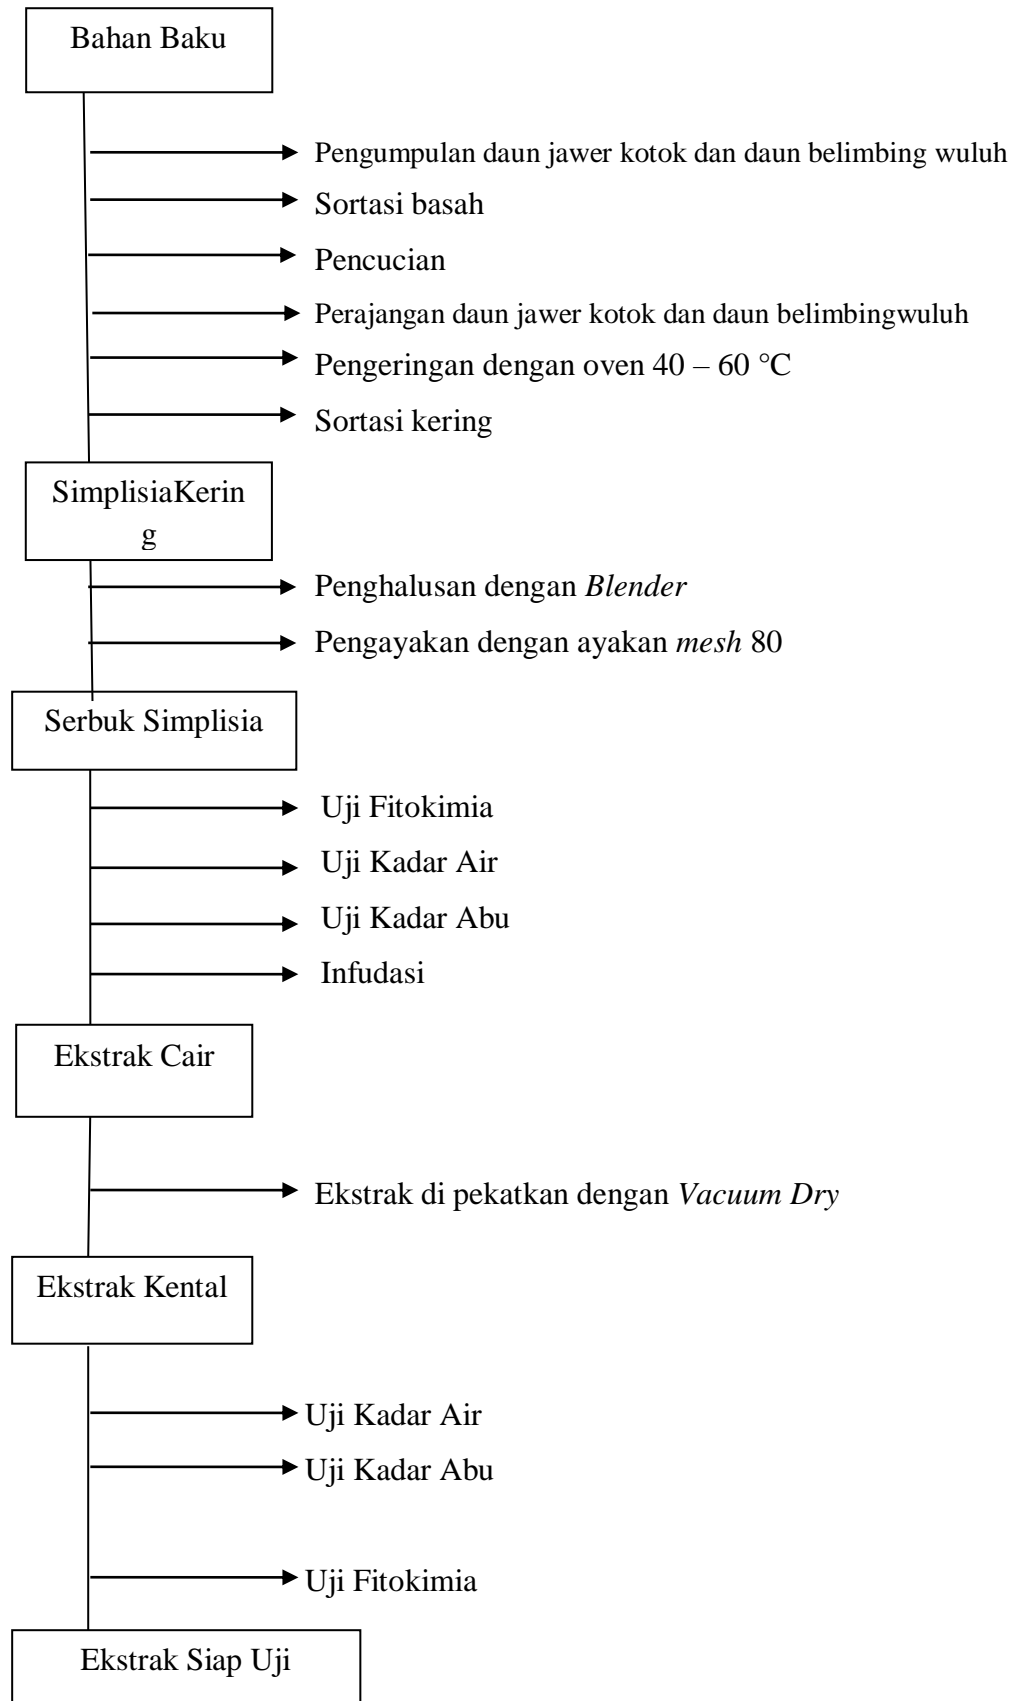 Bahan Baku
Pengumpulan daun jawer kotok dan daun belimbing wuluh
Sortasi basah
Pencucian
Perajangan daun jawer kotok dan daun belimbingwuluh
Pengeringan dengan oven 40 – 60 °C
Sortasi kering
SimplisiaKerin
g
Penghalusan dengan Blender
Pengayakan dengan ayakan mesh 80
Serbuk Simplisia
Uji Fitokimia
Uji Kadar Air
Uji Kadar Abu
Infudasi
Ekstrak Cair
Ekstrak di pekatkan dengan Vacuum Dry
Ekstrak Kental
Uji Kadar Air
Uji Kadar Abu
Uji Fitokimia
Ekstrak Siap Uji